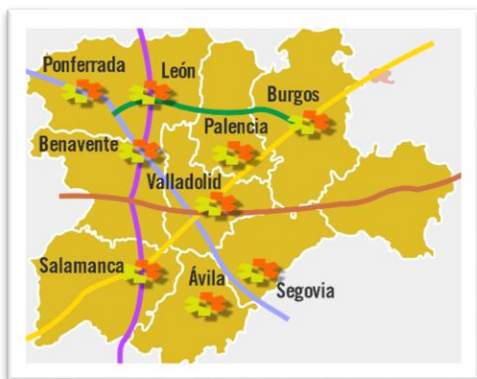 Ponferrada
León
Burgos
Palencia
Benavente
Valladolid
Salamanca
Ávila
Segovia